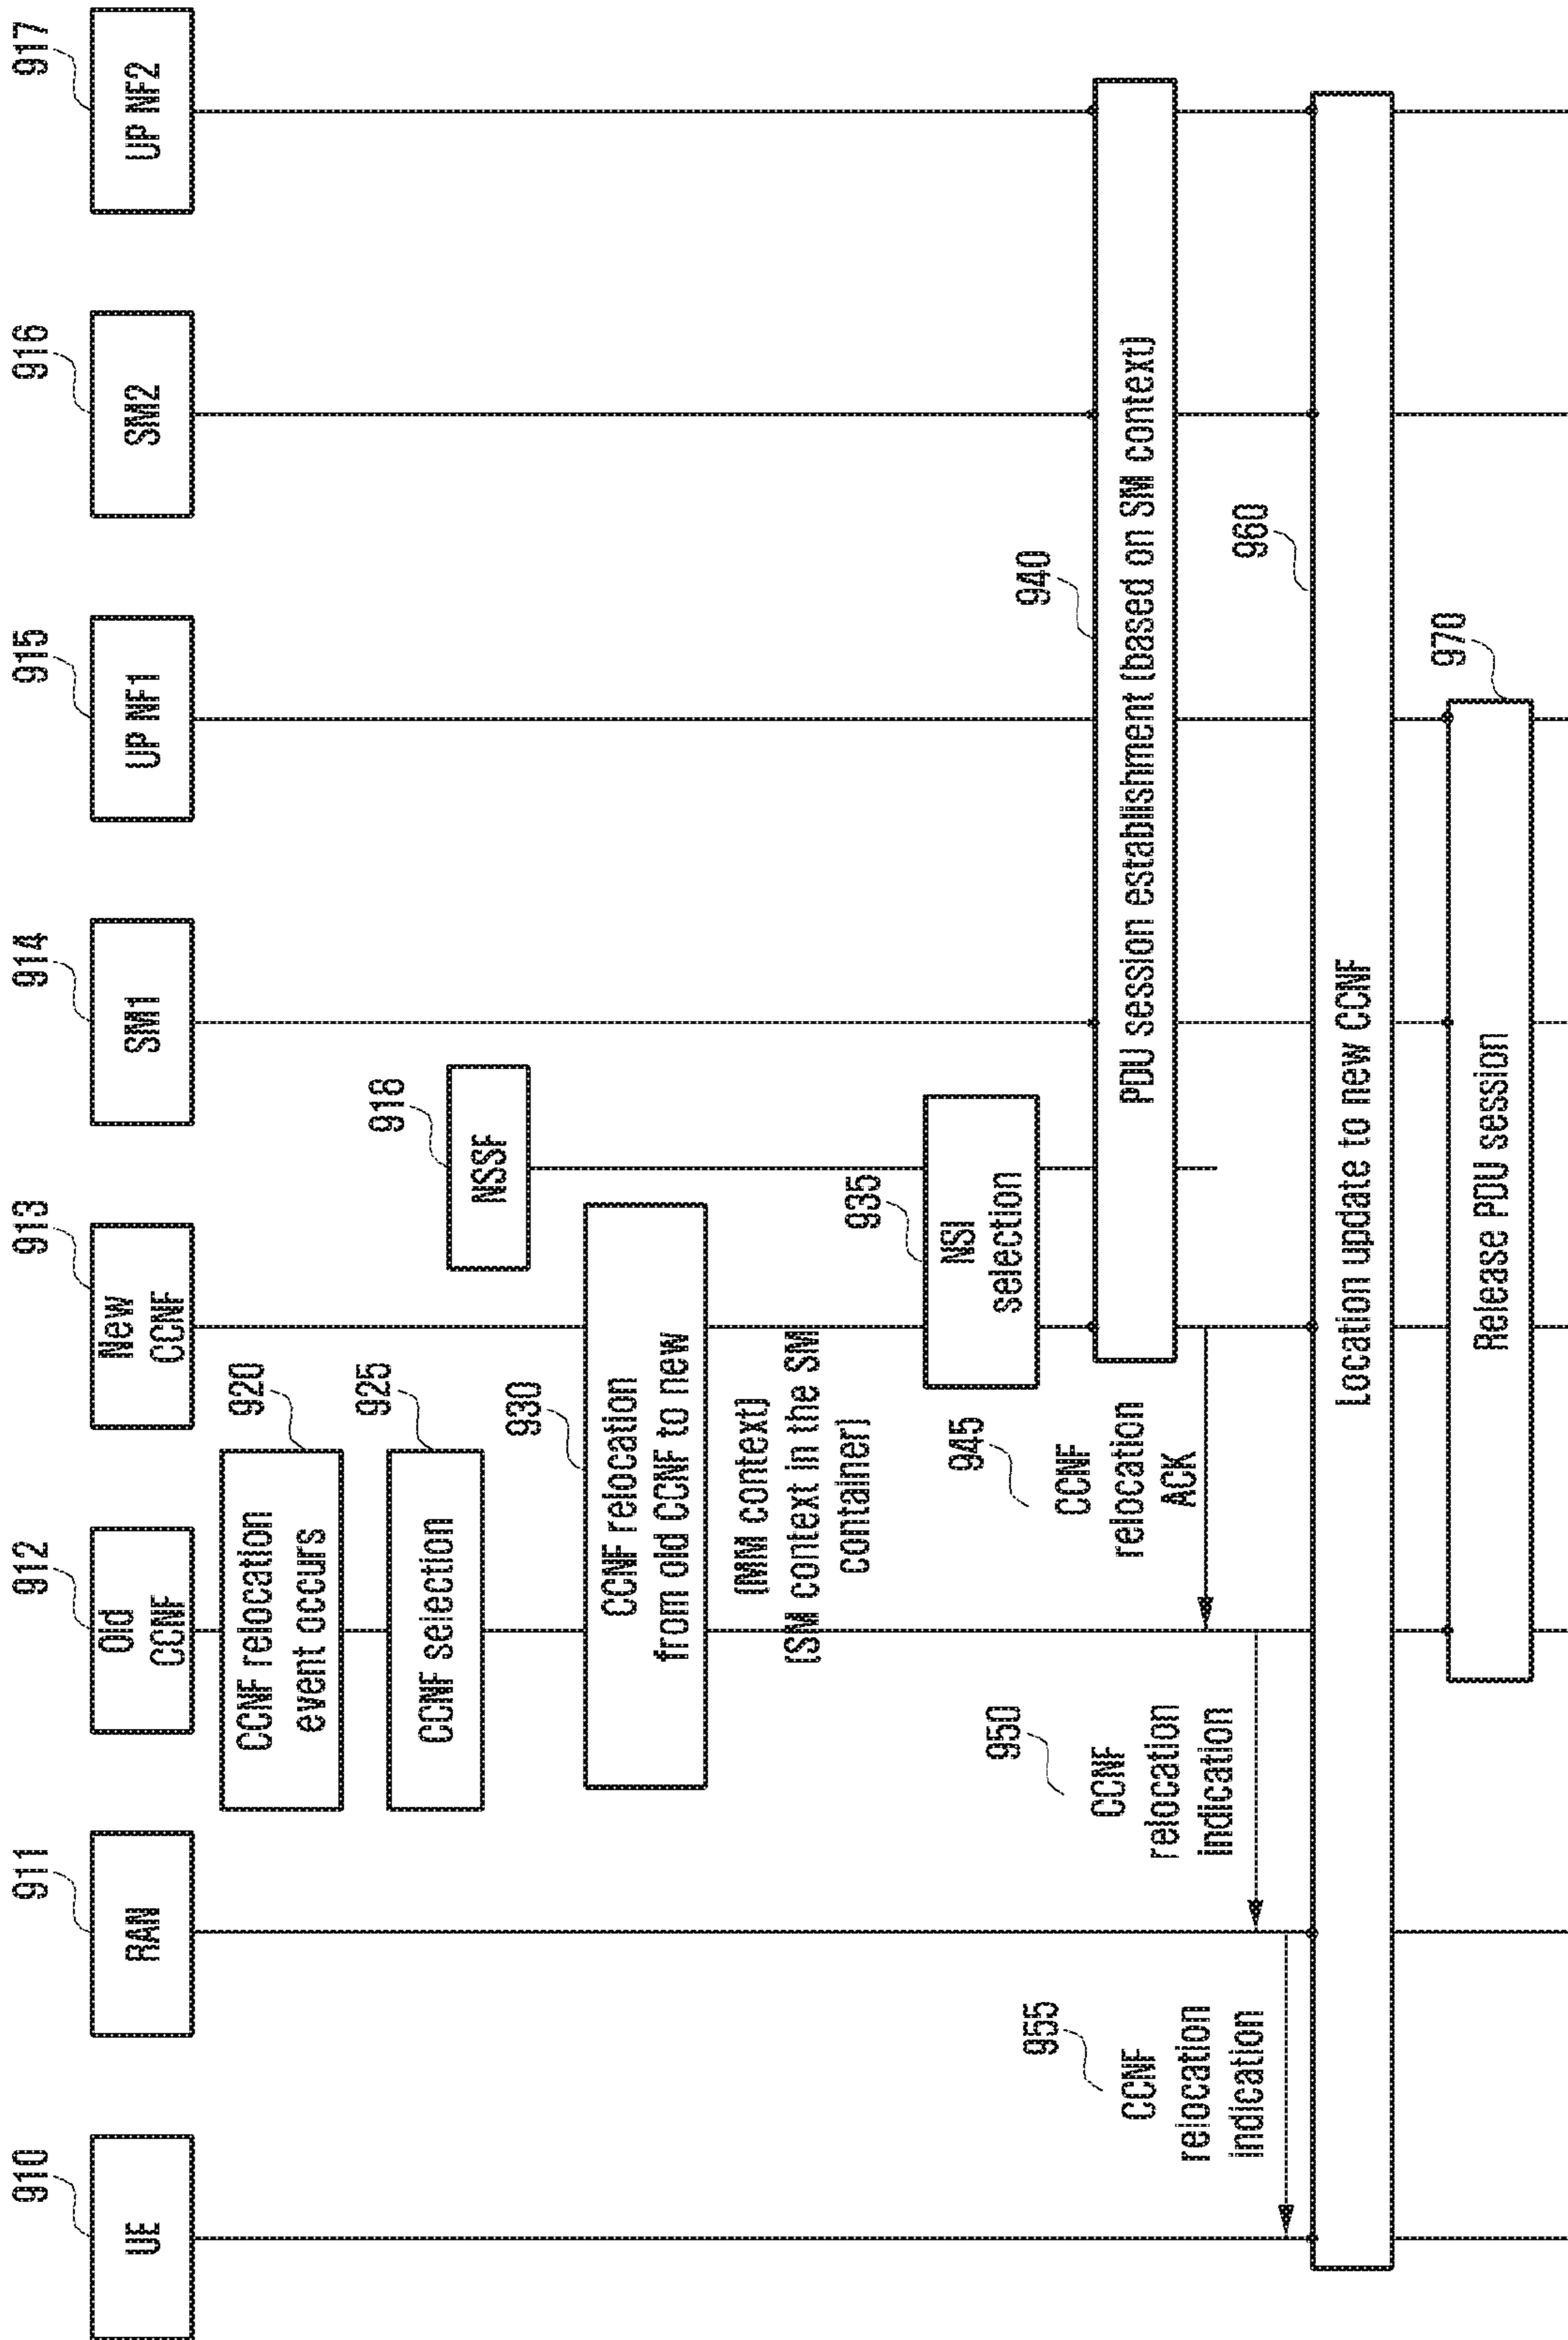 910
911
912
913
914
915
916
917
UE
RAN
Old
CCNF
New
CCNF
SM1
UP NF1
SM2
UP NF2
920
CCNF relocation
event occurs
925
CCNF selection
918
NSSF
930
CCNF relocation
from old CCNF to new
(MM context)
(SM context in the SM
container)
935
NSI
selection
940
PDU session establishment (based on SM context)
945
CCNF
relocation
ACK
950
CCNF
relocation
indication
955
CCNF
relocation
indication
960
Location update to new CCNF
970
Release PDU session